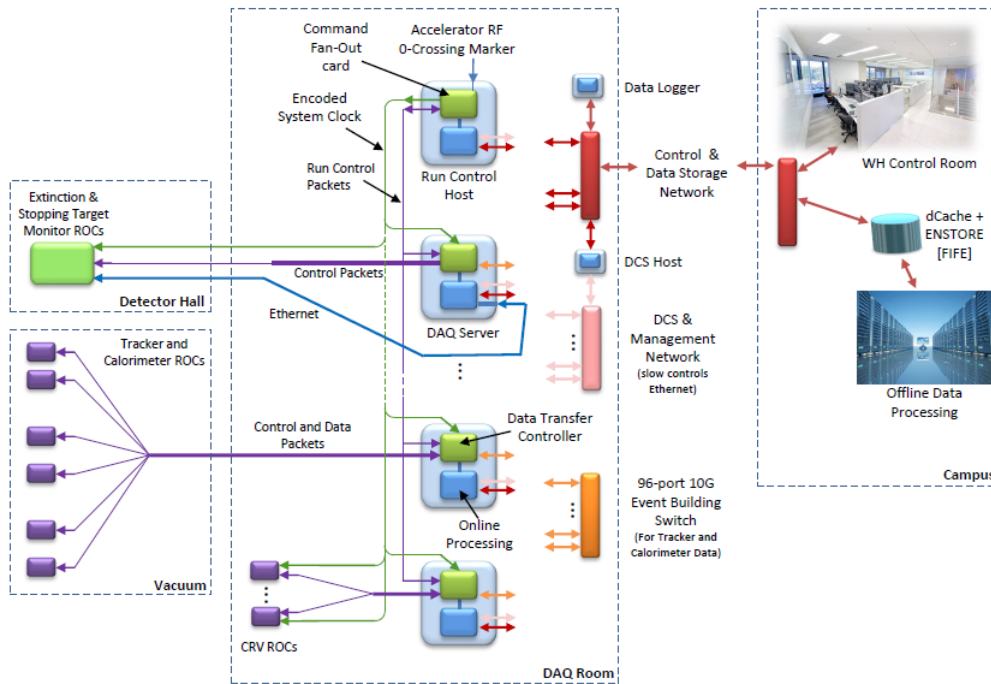 Command
Fan-Out
card
Accelerator RF
0-Crossing Marker
Encoded
System Clock
Run Control
Packets
Run Control
Host
Data Logger
Control &
Data Storage
Network
WH Control Room
dCache +
ENSTORE
[FIFE]
Offline Data
Processing
Campus
Extinction &
Stopping Target
Monitor ROCs
Detector Hall
Control Packets
Ethernet
DAQ Server
DCS Host
DCS &
Management
Network
(slow controls
Ethernet)
Tracker and
Calorimeter ROCs
Vacuum
Control and Data
Packets
Data Transfer
Controller
Online
Processing
96-port 10G
Event Building
Switch
(For Tracker and
Calorimeter Data)
CRV ROCs
DAQ Room